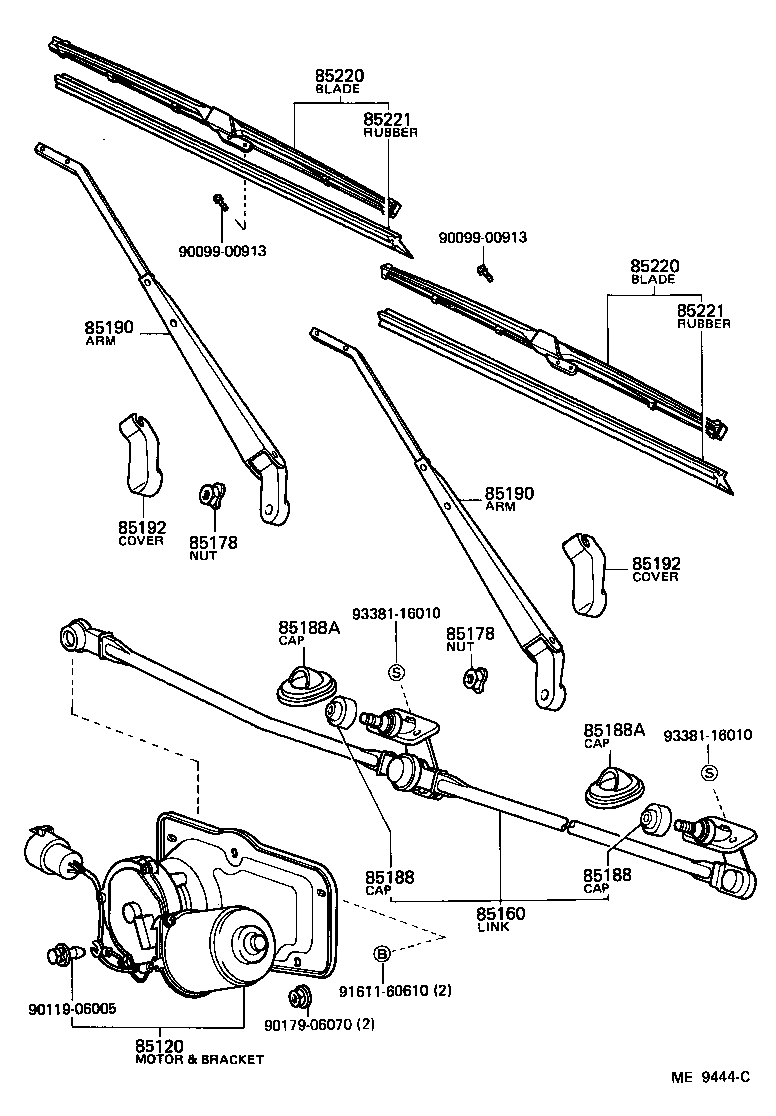 85220
BLADE
85221
RUBBER
90099-00913
90099-00913
85220
BLADE
85221
RUBBER
85190
ARM
85190
ARM
85192
COVER
85178
NUT
85192
COVER
93381-16010
85188A
CAP
85178
NUT
S
85188A
CAP
93381-16010
S
85188
CAP
85188
CAP
85160
LINK
B
91611-60610 (2)
90119-06005
90179-06070 (2)
85120
MOTOR & BRACKET
ME 9444-C